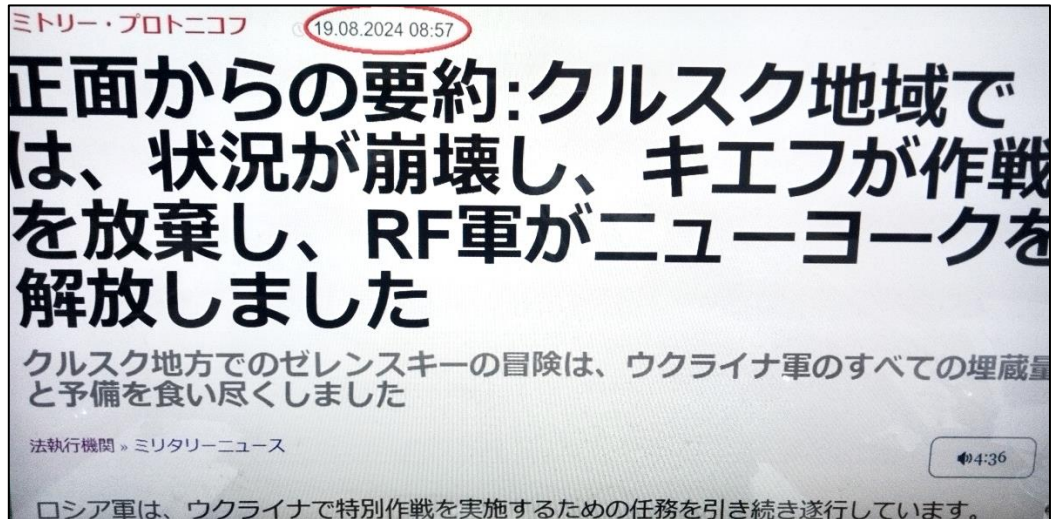 ミトリー・プロトニコフ 19.08.2024 08:57
正面からの要約:クルスク地域で
は、状況が崩壊し、キエフが作戦
を放棄し、RF軍がニューヨークを
解放しました
クルスク地方でのゼレンスキーの冒険は、ウクライナ軍のすべての埋蔵量
と予備を食い尽くしました
法執行機関 » ミリタリーニュース
4:36
ロシア軍は、ウクライナで特別作戦を実施するための任務を引き続き遂行しています。